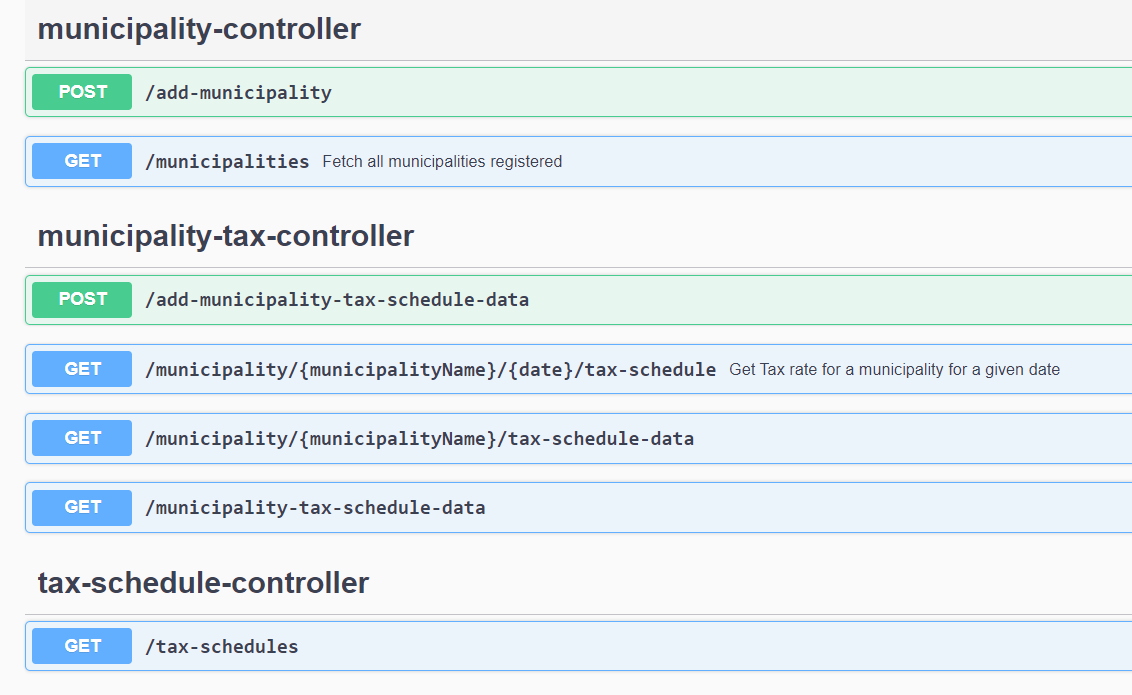 municipality-controller
POST /add-municipality
GET /municipalities Fetch all municipalities registered
municipality-tax-controller
POST /add-municipality-tax-schedule-data
GET /municipality/{municipalityName}/{date}/tax-schedule Get Tax rate for a municipality for a given date
GET /municipality/{municipalityName}/tax-schedule-data
GET /municipality-tax-schedule-data
tax-schedule-controller
GET /tax-schedules